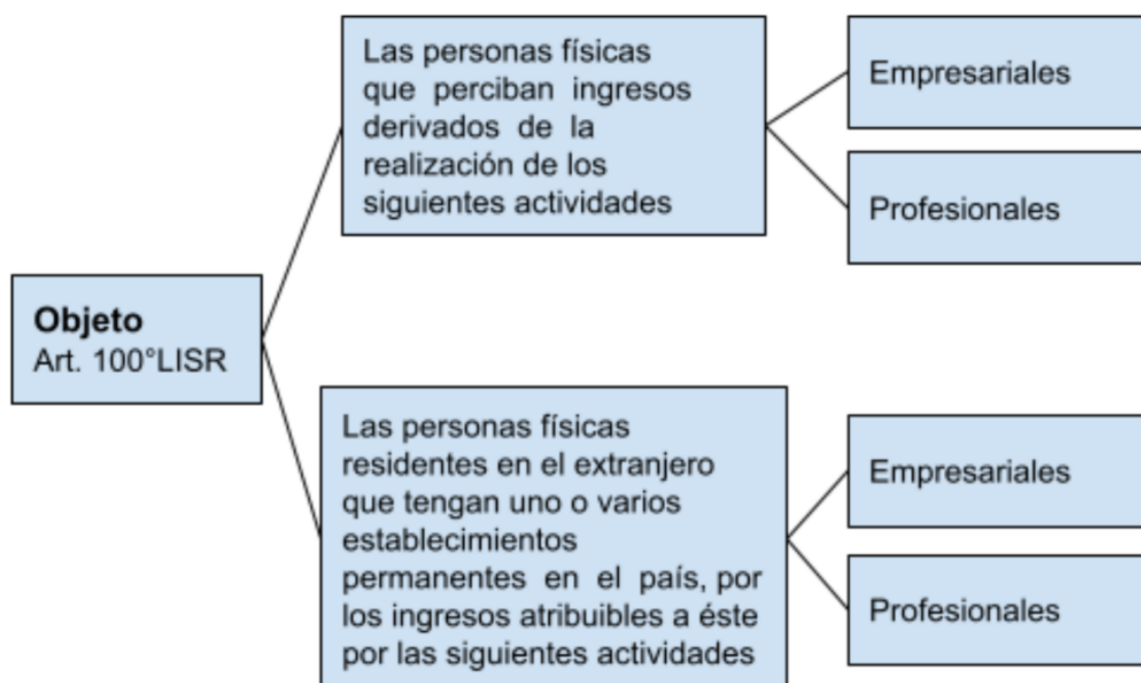 Objeto
Art. 100°LISR
Las personas físicas
que perciban ingresos
derivados de la
realización de los
siguientes actividades
Empresariales
Profesionales
Las personas físicas
residentes en el extranjero
que tengan uno o varios
establecimientos
permanentes en el país, por
los ingresos atribuibles a éste
por las siguientes actividades
Empresariales
Profesionales